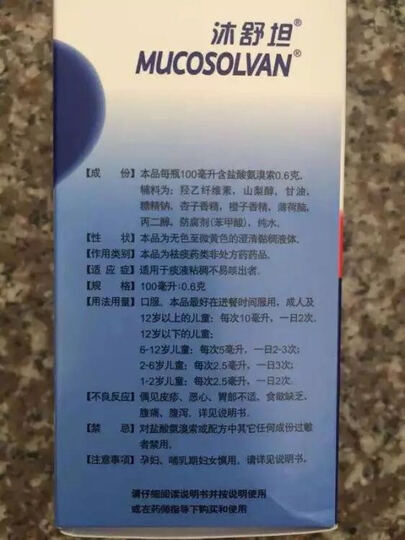 沐舒坦®
MUCOSOLVAN®
【成 份】本品每瓶100毫升含盐酸氨溴索0.6克,
辅料为:羟乙纤维素,山梨醇,甘油,
糖精钠,杏子香精,橙子香精,薄荷脑,
丙二醇,防腐剂(苯甲酸),纯水.
【性 状】本品为无色至微黄色的澄清黏稠液体.
【作用类别】本品为祛痰药类非处方药药品.
【适 应 症】适用于痰液粘稠不易咳出者.
【规 格】100毫升:0.6克
【用法用量】口服. 本品最好在进餐时间服用, 成人及
12岁以上的儿童: 每次10毫升, 一日2次.
12岁以下的儿童:
6-12岁儿童: 每次5毫升, 一日2-3次;
2-6岁儿童: 每次2.5毫升, 一日3次;
1-2岁儿童: 每次2.5毫升, 一日2次.
【不良反应】偶见皮疹、恶心、胃部不适、食欲缺乏、
腹痛、腹泻, 详见说明书.
【禁 忌】对盐酸氨溴索或配方中其它任何成份过敏
者禁用.
【注意事项】孕妇、哺乳期妇女慎用, 请详见说明书.
请仔细阅读说明书并按说明使用
或在药师指导下购买和使用